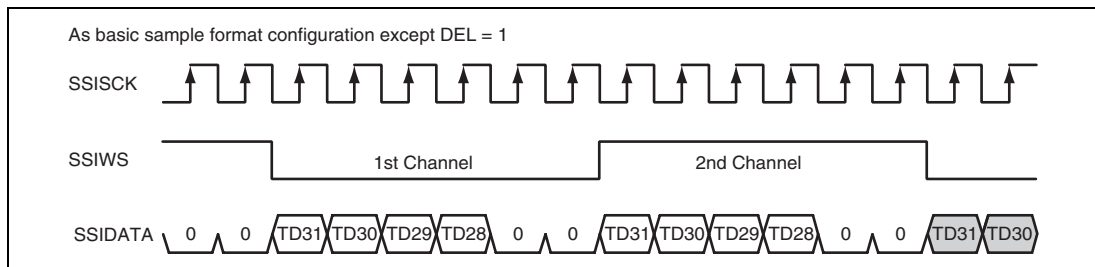 As basic sample format configuration except DEL = 1
SSISCK
SSIWS 1st Channel 2nd Channel
SSIDATA 0 0 TD31 TD30 TD29 TD28 0 0 TD31 TD30 TD29 TD28 0 0 TD31 TD30